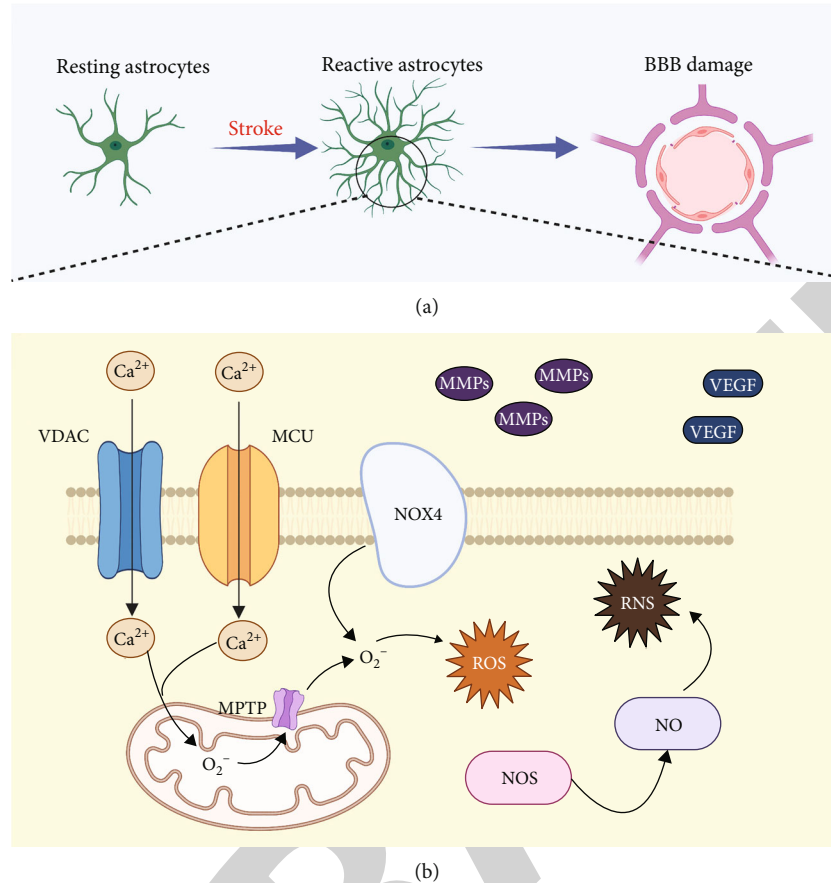 Resting astrocytes
Stroke
Reactive astrocytes
BBB damage
(a)
Ca²⁺
Ca²⁺
MMPs
MMPs
MMPs
VEGF
VEGF
VDAC
MCU
NOX4
Ca²⁺
Ca²⁺
O₂⁻
ROS
RNS
MPTP
O₂⁻
NO
NOS
(b)